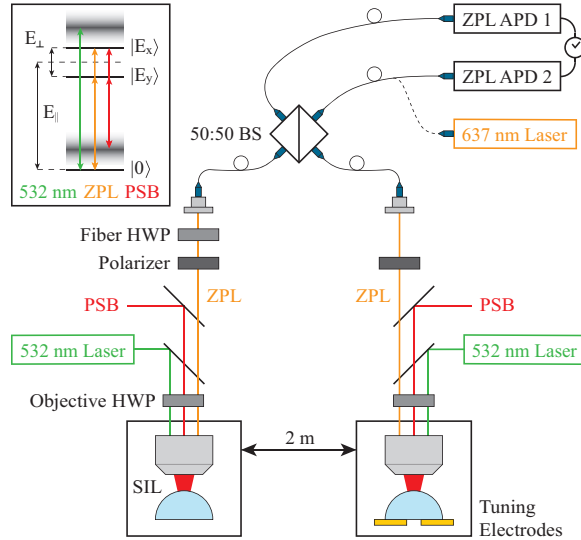 E⊥
|Eₓ⟩
|Eᵧ⟩
E∥
|0⟩
532 nm ZPL PSB
ZPL APD 1
ZPL APD 2
50:50 BS
637 nm Laser
Fiber HWP
Polarizer
ZPL
ZPL
PSB
PSB
532 nm Laser
532 nm Laser
Objective HWP
2 m
SIL
Tuning
Electrodes